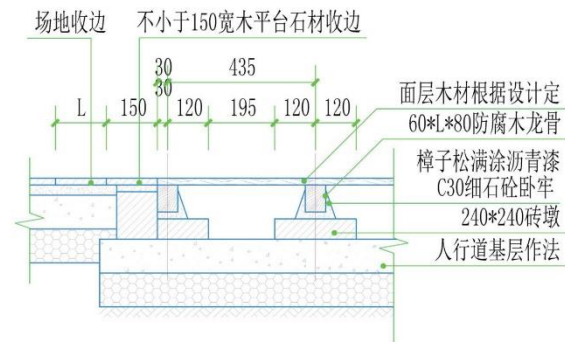 场地收边 不小于150宽木平台石材收边
30 435
30
L 150 120 195 120 120
面层木材根据设计定
60*L*80防腐木龙骨
樟子松满涂沥青漆
C30细石砼卧牢
240*240砖墩
人行道基层作法